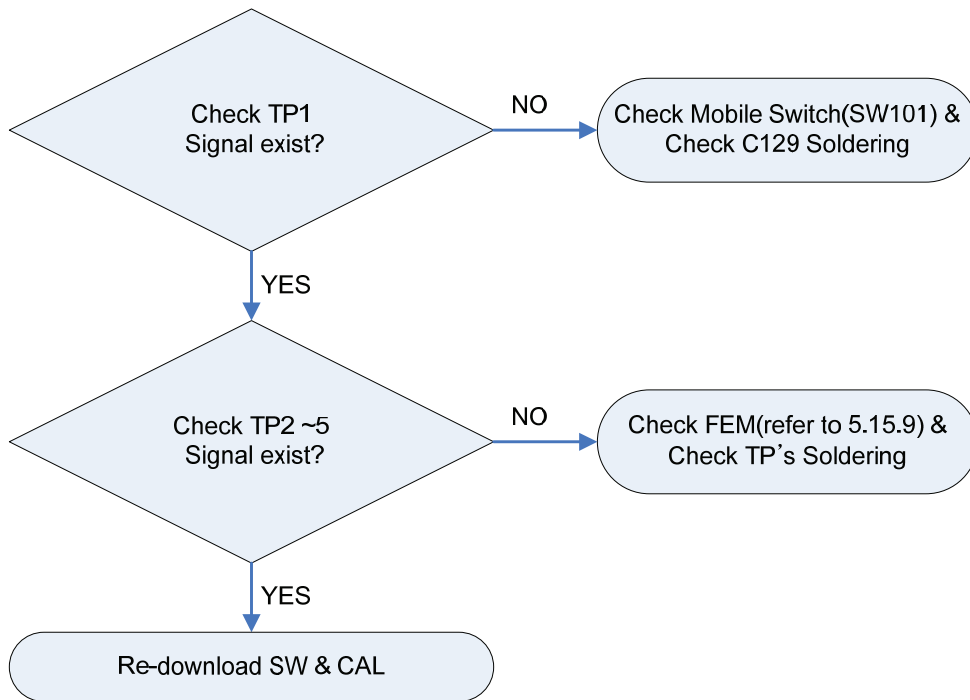 Check TP1
Signal exist?
NO
Check Mobile Switch(SW101) &
Check C129 Soldering
YES
Check TP2 ~5
Signal exist?
NO
Check FEM(refer to 5.15.9) &
Check TP's Soldering
YES
Re-download SW & CAL